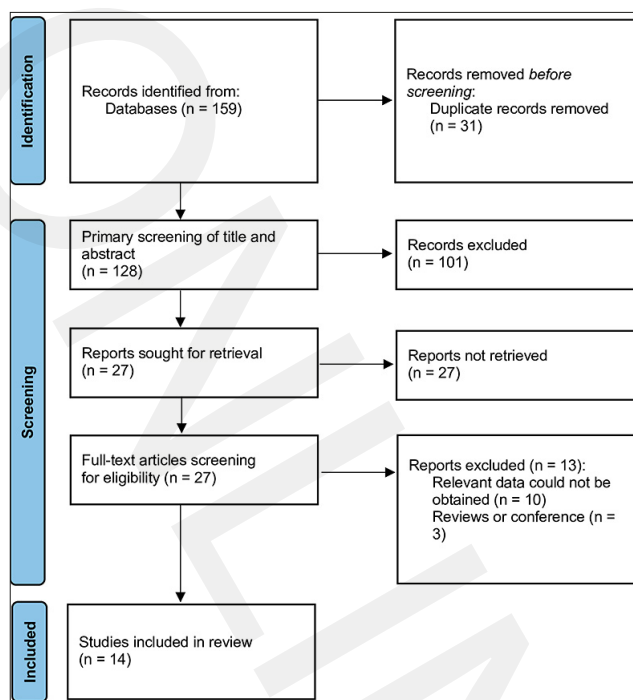 Identification
Records identified from:
Databases (n = 159)
Records removed before
screening:
Duplicate records removed
(n = 31)
Screening
Primary screening of title and
abstract
(n = 128)
Records excluded
(n = 101)
Reports sought for retrieval
(n = 27)
Reports not retrieved
(n = 27)
Full-text articles screening
for eligibility (n = 27)
Reports excluded (n = 13):
Relevant data could not be
obtained (n = 10)
Reviews or conference (n =
3)
Included
Studies included in review
(n = 14)